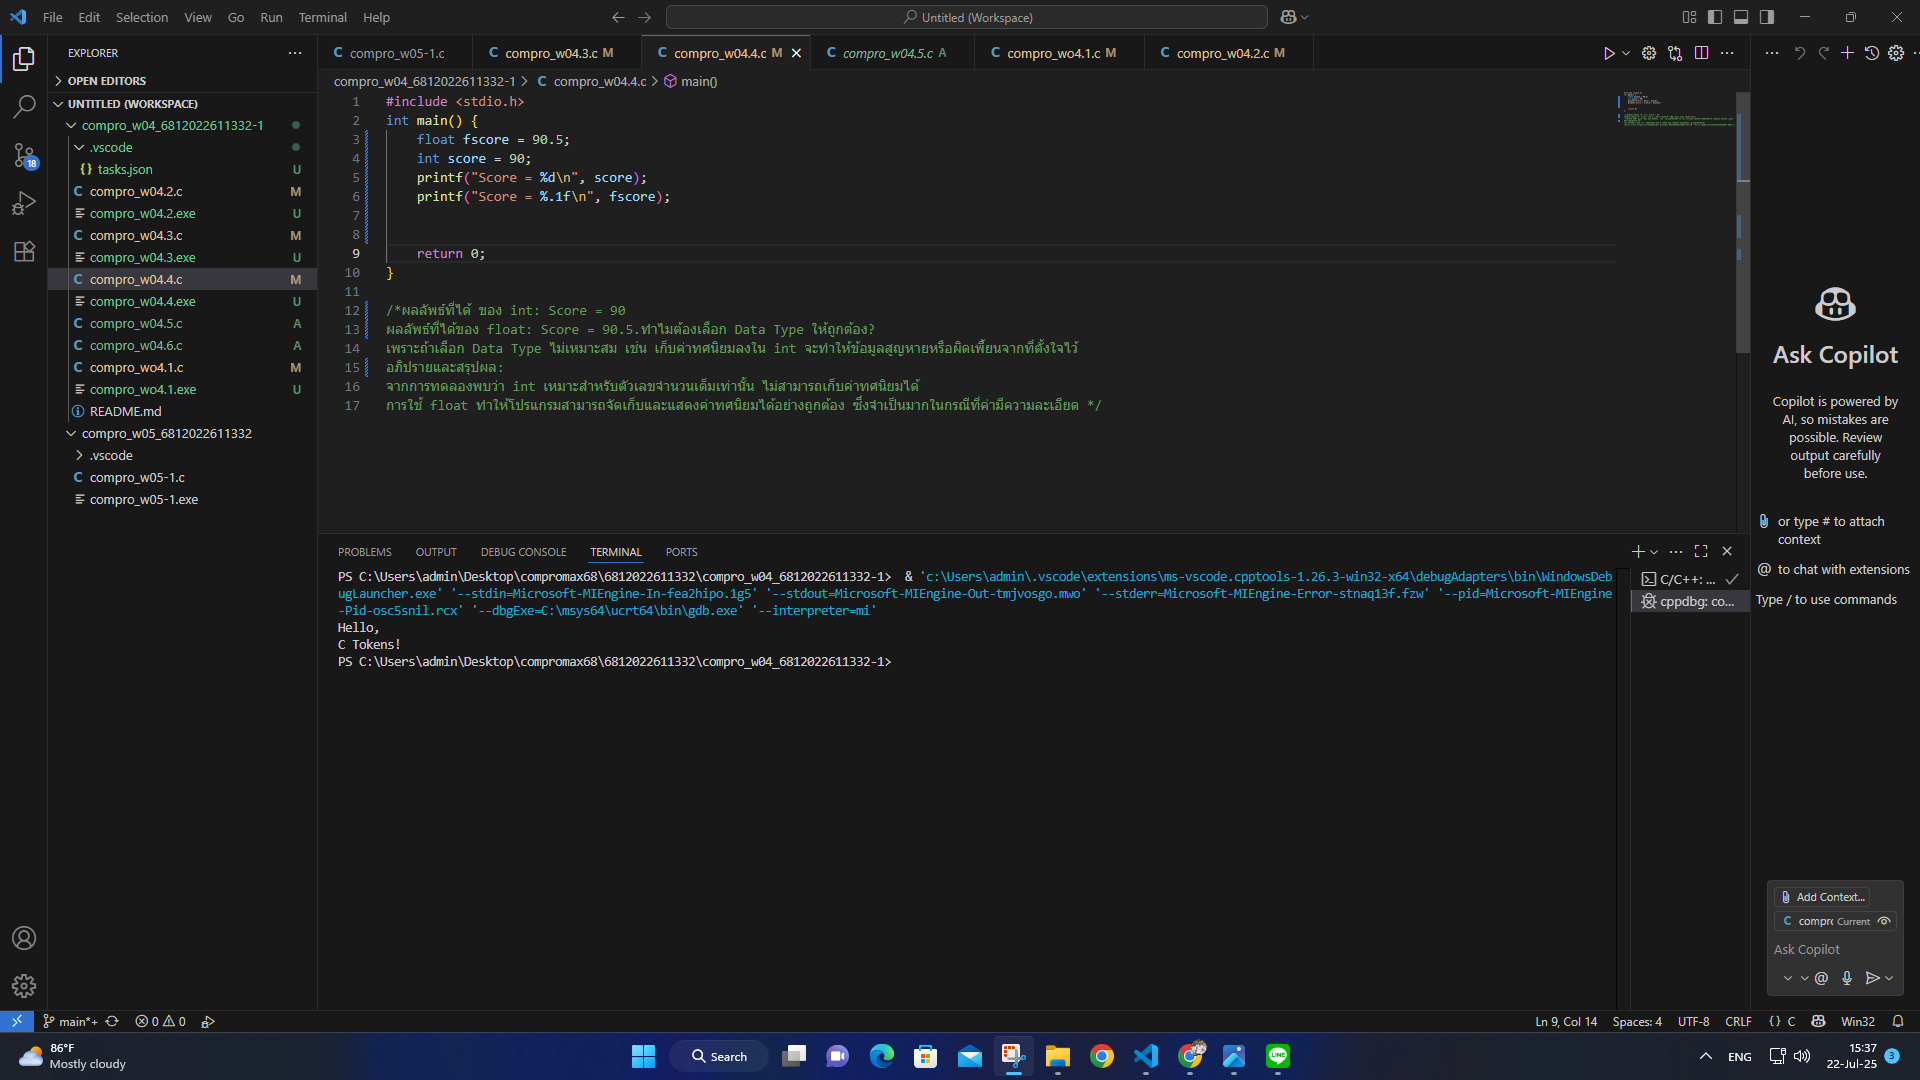 File Edit Selection View Go Run Terminal Help
Untitled (Workspace)
EXPLORER
OPEN EDITORS
UNTITLED (WORKSPACE)
compro_w04_6812022611332-1
.vscode
{} tasks.json U
C compro_w04.2.c M
compro_w04.2.exe U
C compro_w04.3.c M
compro_w04.3.exe U
C compro_w04.4.c M
compro_w04.4.exe U
C compro_w04.5.c A
C compro_w04.6.c A
C compro_wo4.1.c M
compro_wo4.1.exe U
README.md
compro_w05_6812022611332
.vscode
C compro_w05-1.c
compro_w05-1.exe
18
C compro_w05-1.c
C compro_w04.3.c M
C compro_w04.4.c M
C compro_w04.5.c A
C compro_wo4.1.c M
C compro_w04.2.c M
compro_w04_6812022611332-1 > C compro_w04.4.c > main()
1 #include <stdio.h>
2 int main() {
3 float fscore = 90.5;
4 int score = 90;
5 printf("Score = %d\n", score);
6 printf("Score = %.1f\n", fscore);
7
8
9 return 0;
10 }
11
12 /*ผลลัพธ์ที่ได้ ของ int: Score = 90
13 ผลลัพธ์ที่ได้ของ float: Score = 90.5.ทำไมต้องเลือก Data Type ให้ถูกต้อง?
14 เพราะถ้าเลือก Data Type ไม่เหมาะสม เช่น เก็บค่าทศนิยมลงใน int จะทำให้ข้อมูลสูญหายหรือผิดเพี้ยนจากที่ตั้งใจไว้
15 อภิปรายและสรุปผล:
16 จากการทดลองพบว่า int เหมาะสำหรับตัวเลขจำนวนเต็มเท่านั้น ไม่สามารถเก็บค่าทศนิยมได้
17 การใช้ float ทำให้โปรแกรมสามารถจัดเก็บและแสดงค่าทศนิยมได้อย่างถูกต้อง ซึ่งจำเป็นมากในกรณีที่ค่ามีความละเอียด */
PROBLEMS OUTPUT DEBUG CONSOLE TERMINAL PORTS
PS C:\Users\admin\Desktop\compromax68\6812022611332\compro_w04_6812022611332-1> & 'c:\Users\admin\.vscode\extensions\ms-vscode.cpptools-1.26.3-win32-x64\debugAdapters\bin\WindowsDeb
ugLauncher.exe' '--stdin=Microsoft-MIEngine-In-fea2hipo.1g5' '--stdout=Microsoft-MIEngine-Out-tmjvosgo.mwo' '--stderr=Microsoft-MIEngine-Error-stnaq13f.fzw' '--pid=Microsoft-MIEngine
-Pid-osc5snil.rcx' '--dbgExe=C:\msys64\ucrt64\bin\gdb.exe' '--interpreter=mi'
Hello,
C Tokens!
PS C:\Users\admin\Desktop\compromax68\6812022611332\compro_w04_6812022611332-1>
C/C++: ...
cppdbg: co...
Ask Copilot
Copilot is powered by
AI, so mistakes are
possible. Review
output carefully
before use.
or type # to attach
context
@ to chat with extensions
Type / to use commands
Add Context...
C compr Current
Ask Copilot
@
main*+
0 0
Ln 9, Col 14 Spaces: 4 UTF-8 CRLF {} C Win32
86°F
Mostly cloudy
Search
LINE
ENG
15:37
22-Jul-25
3